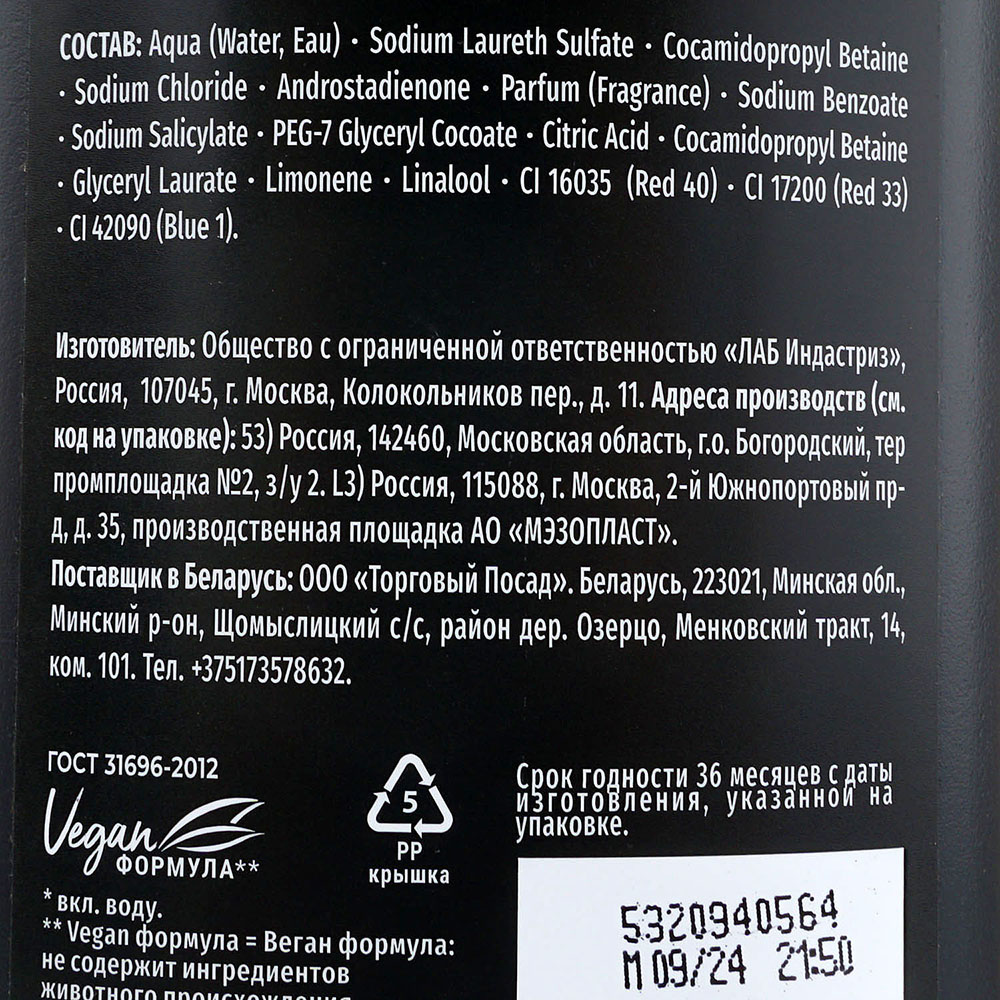 СОСТАВ: Aqua (Water, Eau) · Sodium Laureth Sulfate · Cocamidopropyl Betaine
· Sodium Chloride · Androstadienone · Parfum (Fragrance) · Sodium Benzoate
· Sodium Salicylate · PEG-7 Glyceryl Cocoate · Citric Acid · Cocamidopropyl Betaine
· Glyceryl Laurate · Limonene · Linalool · CI 16035 (Red 40) · CI 17200 (Red 33)
· CI 42090 (Blue 1).
Изготовитель: Общество с ограниченной ответственностью «ЛАБ Индастриз»,
Россия, 107045, г. Москва, Колокольников пер., д. 11. Адреса производств (см.
код на упаковке): 53) Россия, 142460, Московская область, г.о. Богородский, тер
промплощадка №2, з/у 2. L3) Россия, 115088, г. Москва, 2-й Южнопортовый пр-
д, д. 35, производственная площадка АО «МЭЗОПЛАСТ».
Поставщик в Беларусь: ООО «Торговый Посад». Беларусь, 223021, Минская обл.,
Минский р-он, Щомыслицкий с/с, район дер. Озерцо, Менковский тракт, 14,
ком. 101. Тел. +375173578632.
ГОСТ 31696-2012
Vegan
ФОРМУЛА**
5
PP
крышка
Срок годности 36 месяцев с даты
изготовления, указанной на
упаковке.
* вкл. воду.
** Vegan формула = Веган формула:
не содержит ингредиентов
животного происхождения
5320940564
М 09/24 21:50